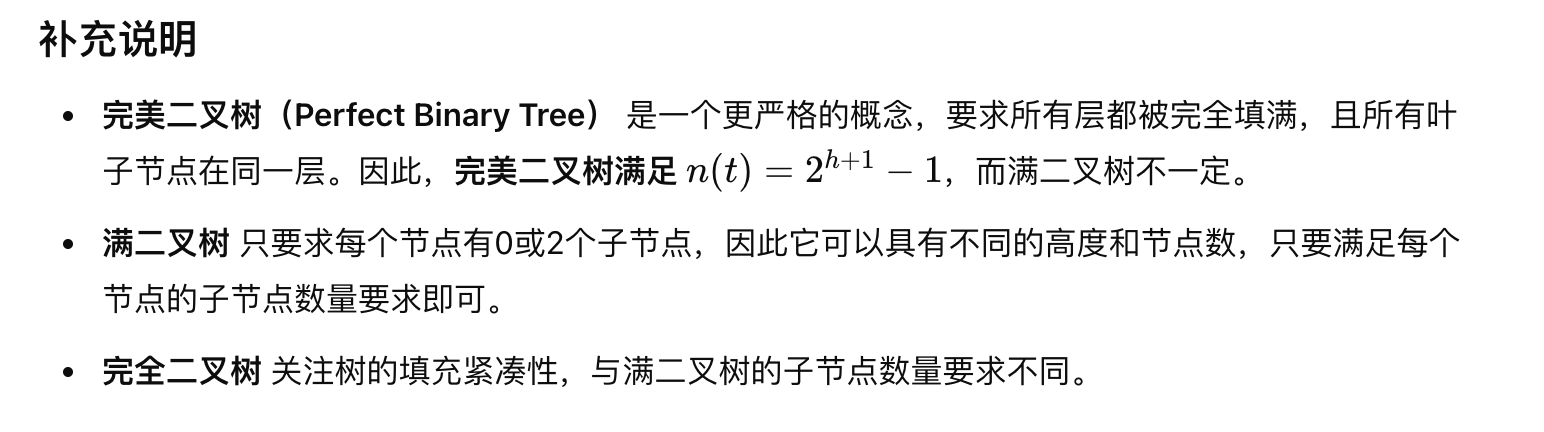 补充说明
• 完美二叉树（Perfect Binary Tree） 是一个更严格的概念，要求所有层都被完全填满，且所有叶
子节点在同一层。因此，完美二叉树满足 n(t) = 2^{h+1} − 1，而满二叉树不一定。
• 满二叉树 只要求每个节点有0或2个子节点，因此它可以具有不同的高度和节点数，只要满足每个
节点的子节点数量要求即可。
• 完全二叉树 关注树的填充紧凑性，与满二叉树的子节点数量要求不同。